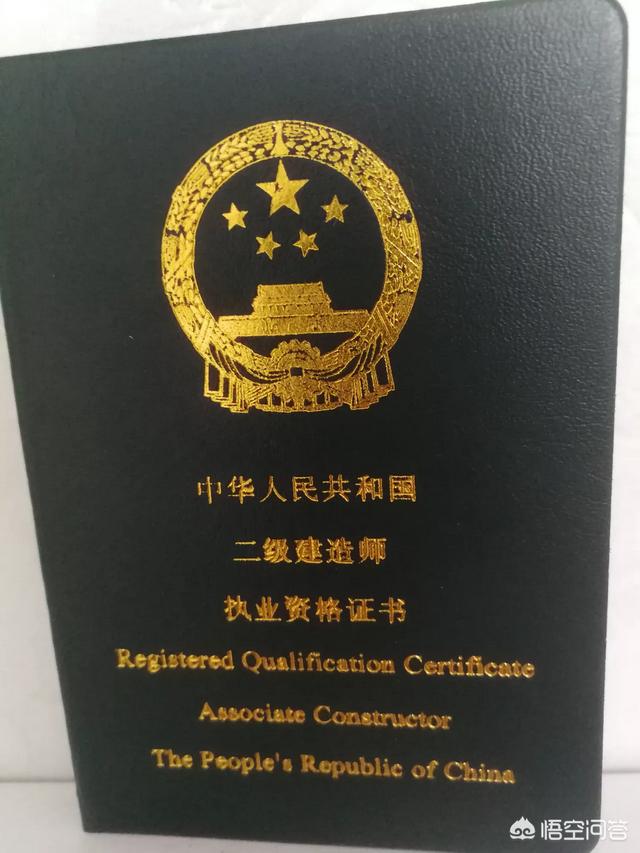 中华人民共和国
二级建造师
执业资格证书
Registered Qualification Certificate
Associate Constructor
The People's Republic of China
悟空问答